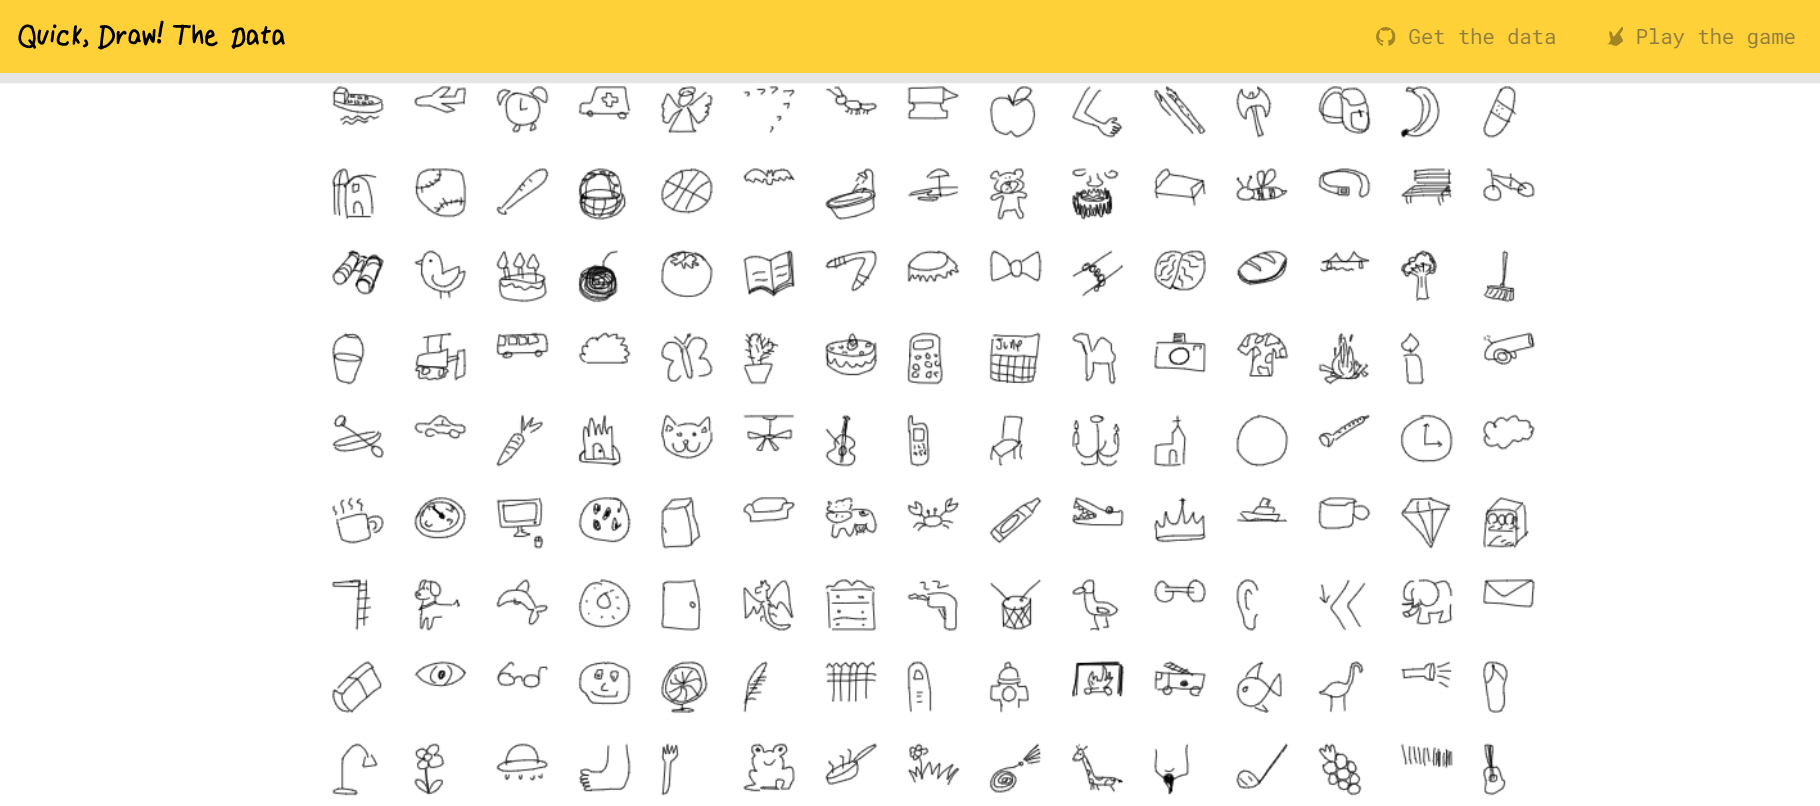 Quick, Draw! The Data
Get the data
Play the game